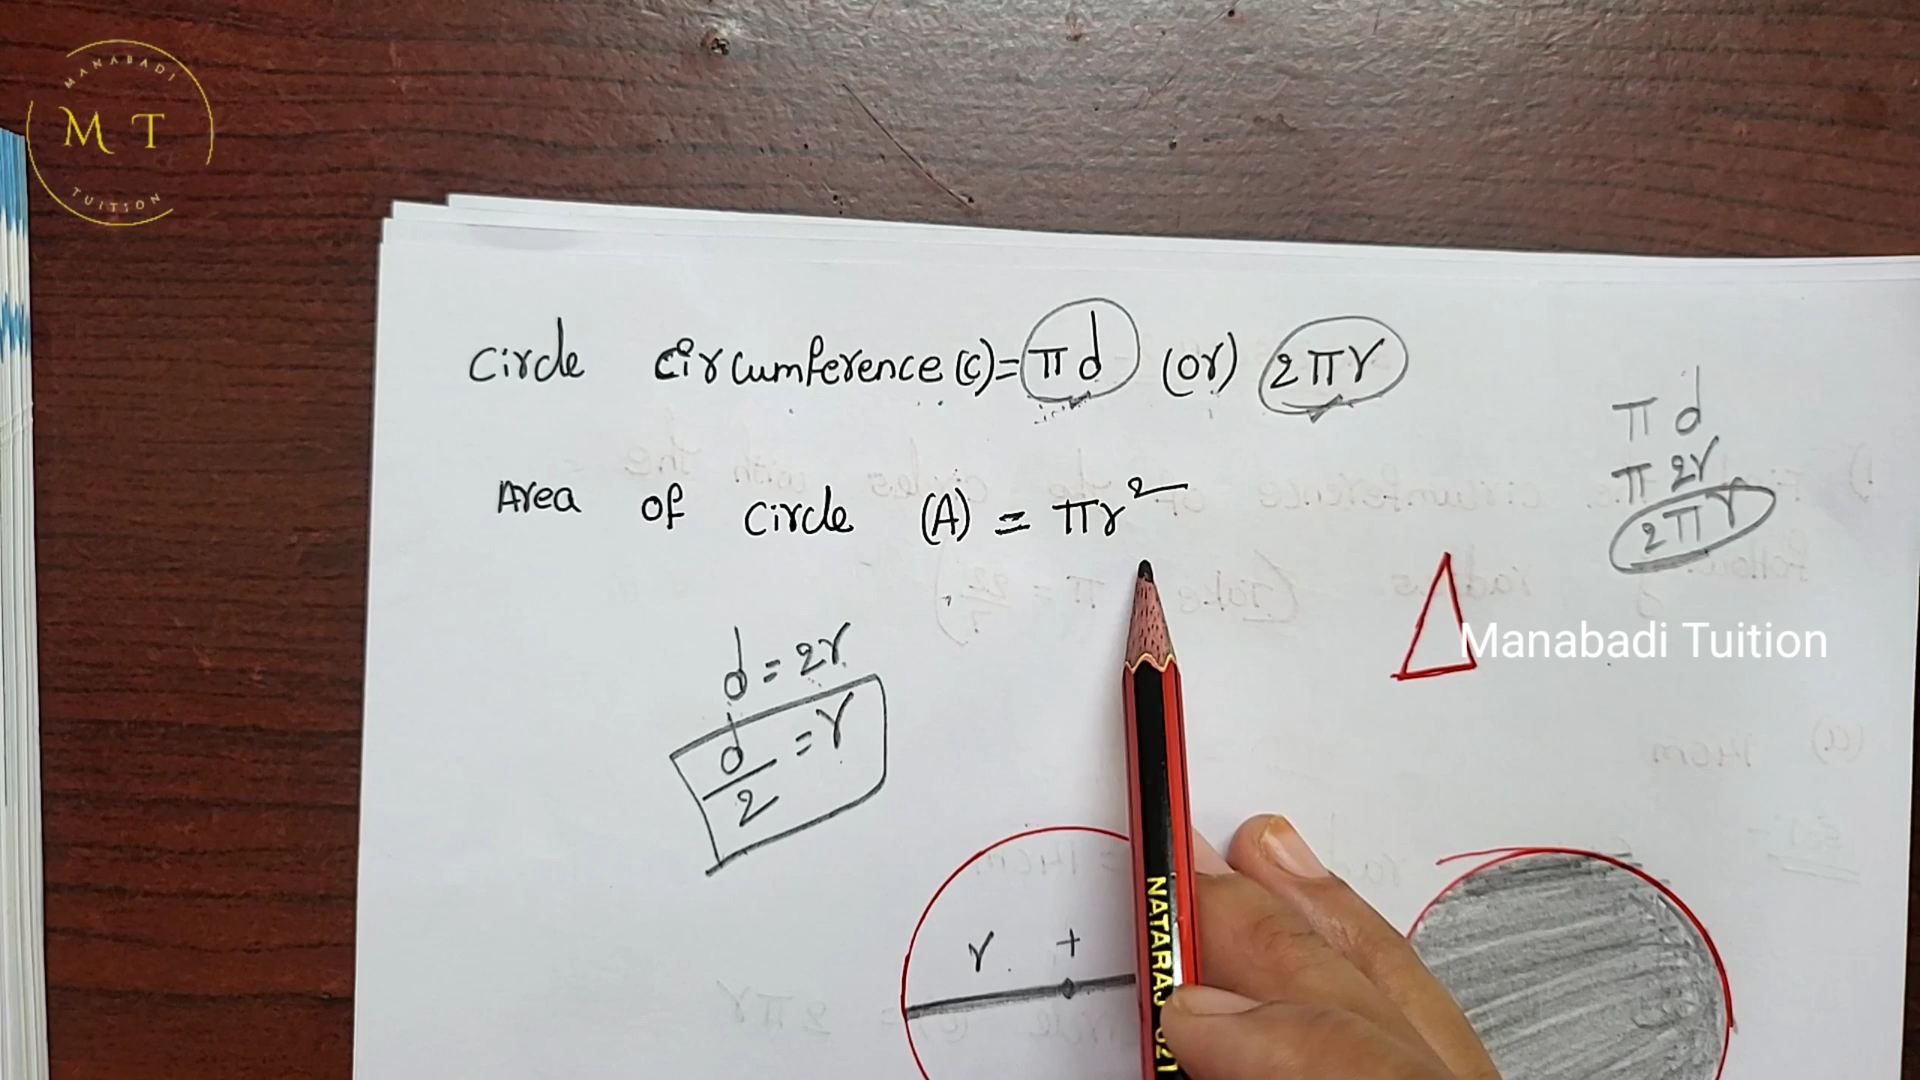 MANABADI
M T
TUITION
Circle circumference (c) = πd (or) 2πr
πd
π2r
2πr
Area of circle (A) = πr²
Manabadi Tuition
d = 2r
d/2 = r
r +
NATARAJ 621